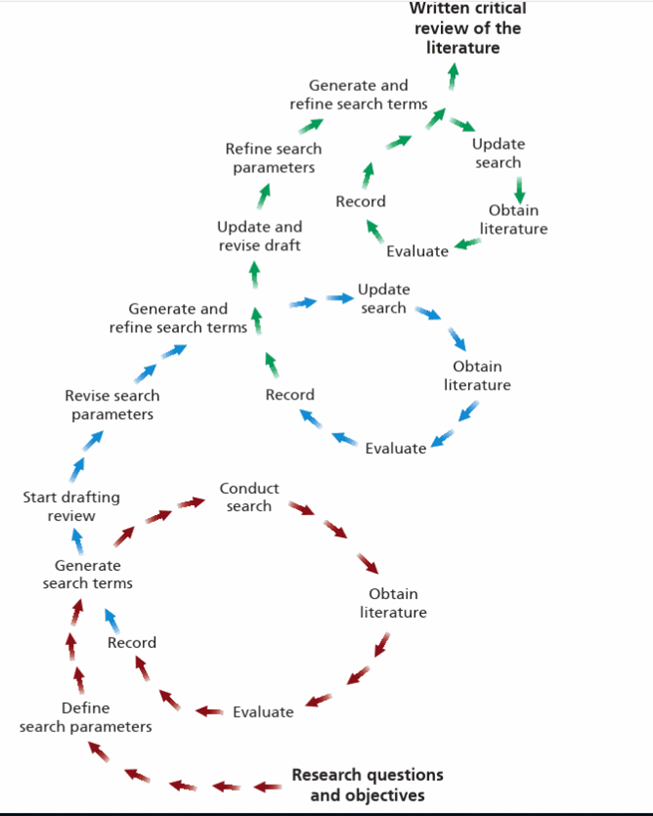 Written critical
review of the
literature
Generate and
refine search terms
Update
search
Refine search
parameters
Record
Obtain
literature
Update and
revise draft
Evaluate
Generate and
refine search terms
Update
search
Obtain
literature
Revise search
parameters
Record
Evaluate
Start drafting
review
Conduct
search
Generate
search terms
Obtain
literature
Record
Define
search parameters
Evaluate
Research questions
and objectives